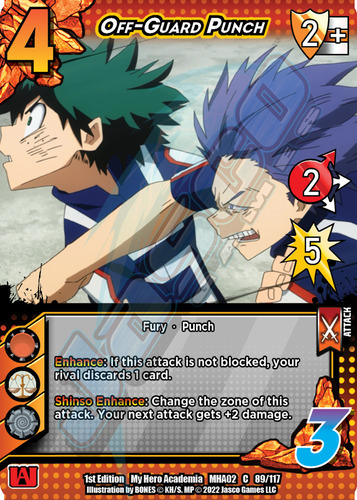 4
OFF-GUARD PUNCH
2 +
2
5
ATTACK
Fury • Punch
Enhance: If this attack is not blocked, your
rival discards 1 card.
Shinso Enhance: Change the zone of this
attack. Your next attack gets +2 damage.
3
1st Edition My Hero Academia MHA02 C 89/117
Illustration by BONES © KH/S. MP © 2022 Jasco Games LLC